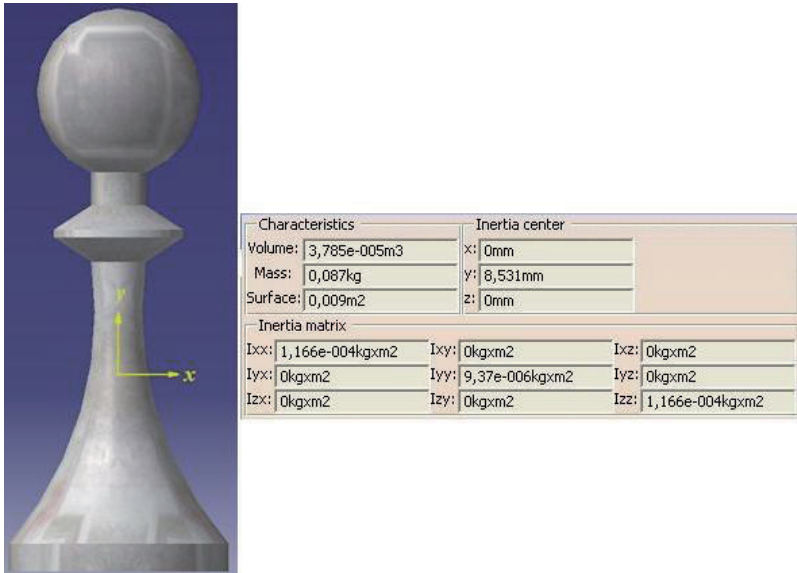 y
x
Characteristics
Volume: 3,785e-005m3
Mass: 0,087kg
Surface: 0,009m2
Inertia center
x: 0mm
y: 8,531mm
z: 0mm
Inertia matrix
Ixx: 1,166e-004kgxm2 Ixy: 0kgxm2 Ixz: 0kgxm2
Iyx: 0kgxm2 Iyy: 9,37e-006kgxm2 Iyz: 0kgxm2
Izx: 0kgxm2 Izy: 0kgxm2 Izz: 1,166e-004kgxm2